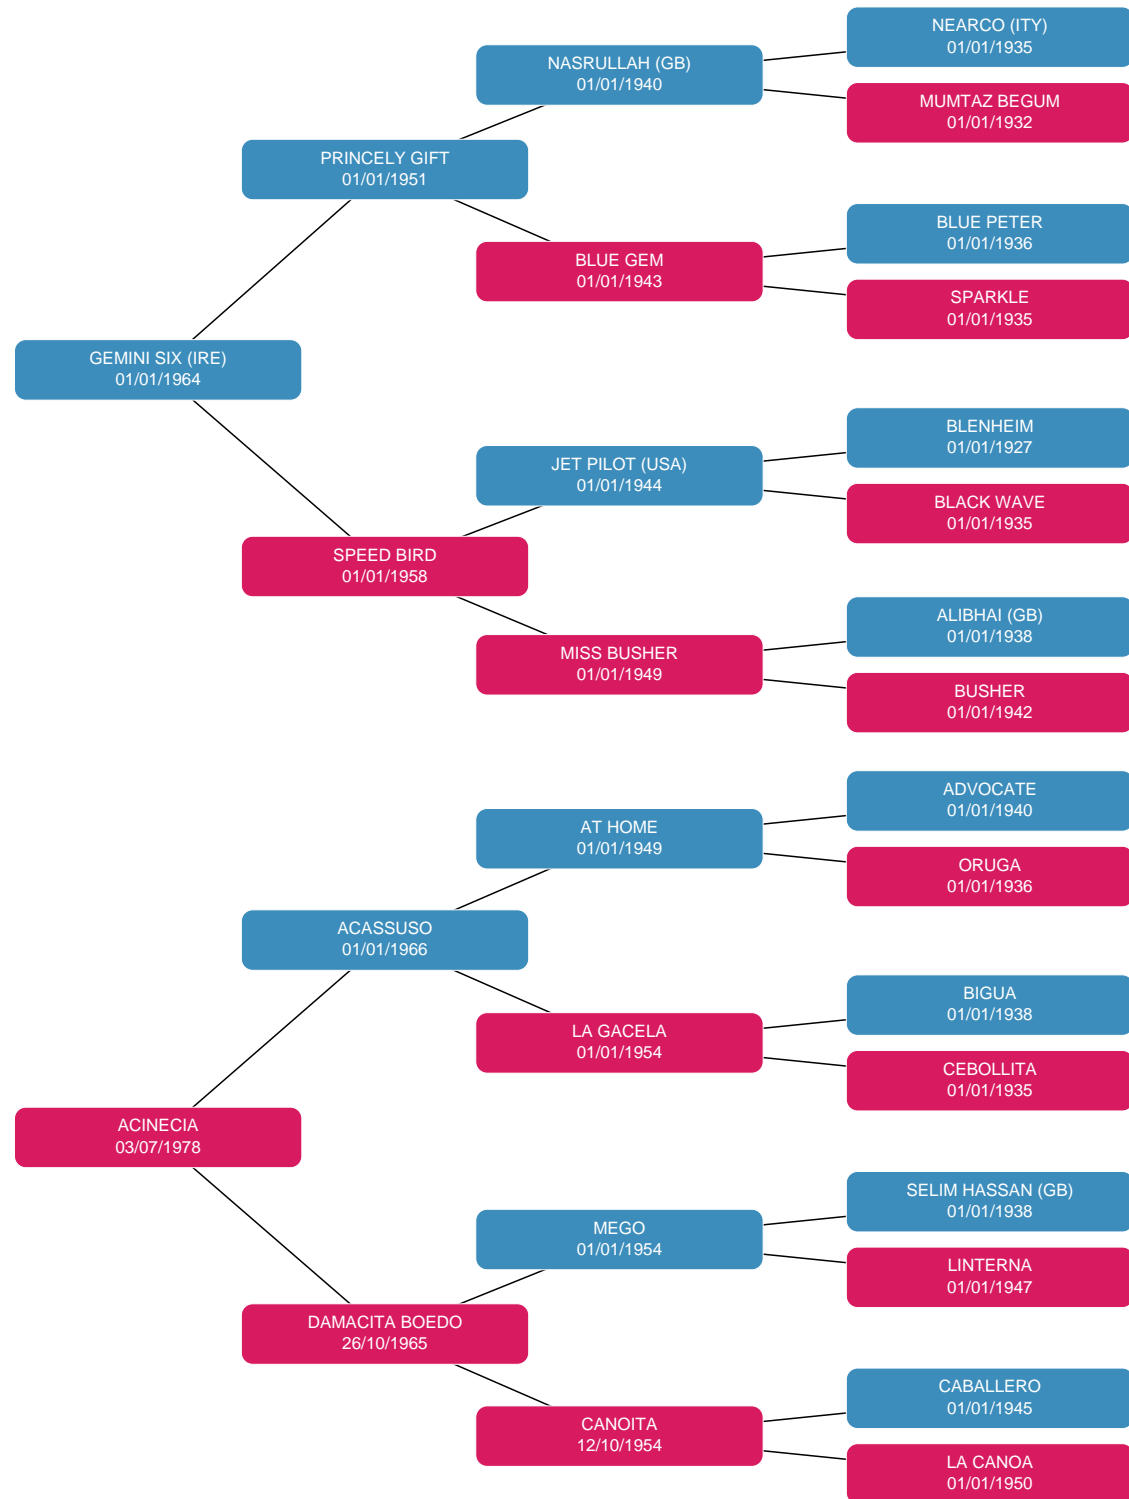 NEARCO (ITY)
01/01/1935
NASRULLAH (GB)
01/01/1940
MUMTAZ BEGUM
01/01/1932
PRINCELY GIFT
01/01/1951
BLUE PETER
01/01/1936
BLUE GEM
01/01/1943
SPARKLE
01/01/1935
GEMINI SIX (IRE)
01/01/1964
BLENHEIM
01/01/1927
JET PILOT (USA)
01/01/1944
BLACK WAVE
01/01/1935
SPEED BIRD
01/01/1958
ALIBHAI (GB)
01/01/1938
MISS BUSHER
01/01/1949
BUSHER
01/01/1942
ADVOCATE
01/01/1940
AT HOME
01/01/1949
ORUGA
01/01/1936
ACASSUSO
01/01/1966
BIGUA
01/01/1938
LA GACELA
01/01/1954
CEBOLLITA
01/01/1935
ACINECIA
03/07/1978
SELIM HASSAN (GB)
01/01/1938
MEGO
01/01/1954
LINTERNA
01/01/1947
DAMACITA BOEDO
26/10/1965
CABALLERO
01/01/1945
CANOITA
12/10/1954
LA CANOA
01/01/1950